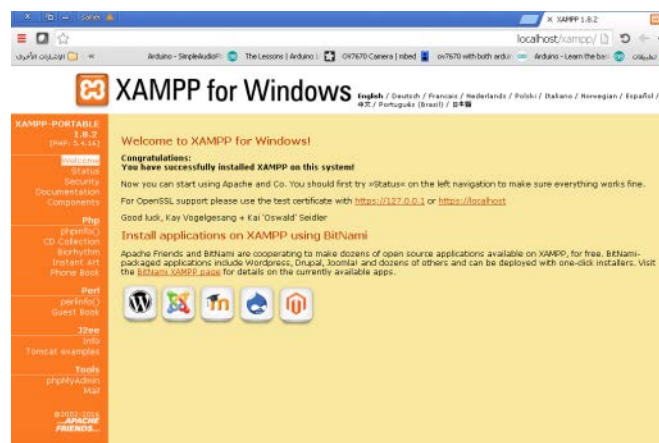 XAMPP 1.8.2
localhost/xampp/
Arduino - SimpleAudioPl
The Lessons | Arduino L
OV7670 Camera | mbed
ov7670 with both ardui
Arduino - Learn the ba
XAMPP for Windows
English / Deutsch / Francais / Nederlands / Polski / Italiano / Norwegian / Español /
中文 / Português (Brasil) / 日本語
XAMPP-PORTABLE
1.8.2
[PHP: 5.4.16]
Welcome
Status
Security
Documentation
Components
Php
phpinfo()
CD Collection
Biorhythm
Instant Art
Phone Book
Perl
perlinfo()
Guest Book
J2ee
Info
Tomcat examples
Tools
phpMyAdmin
Mail
©2002-2016
...APACHE
FRIENDS...
Welcome to XAMPP for Windows!
Congratulations:
You have successfully installed XAMPP on this system!
Now you can start using Apache and Co. You should first try »Status« on the left navigation to make sure everything works fine.
For OpenSSL support please use the test certificate with https://127.0.0.1 or https://localhost
Good luck, Kay Vogelgesang + Kai 'Oswald' Seidler
Install applications on XAMPP using BitNami
Apache Friends and BitNami are cooperating to make dozens of open source applications available on XAMPP, for free. BitNami-
packaged applications include Wordpress, Drupal, Joomla! and dozens of others and can be deployed with one-click installers. Visit
the BitNami XAMPP page for details on the currently available apps.